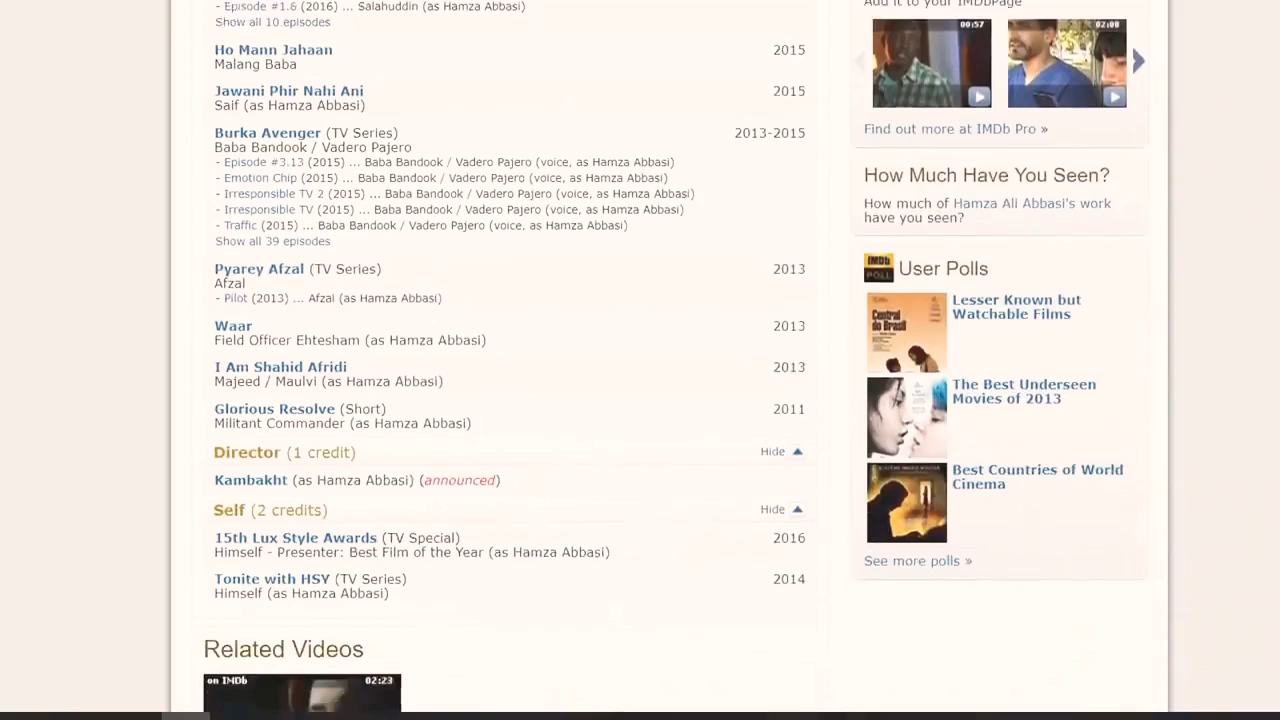 - Episode #1.6 (2016) ... Salahuddin (as Hamza Abbasi)
Show all 10 episodes
Ho Mann Jahaan 2015
Malang Baba
Jawani Phir Nahi Ani 2015
Saif (as Hamza Abbasi)
Burka Avenger (TV Series) 2013-2015
Baba Bandook / Vadero Pajero
- Episode #3.13 (2015) ... Baba Bandook / Vadero Pajero (voice, as Hamza Abbasi)
- Emotion Chip (2015) ... Baba Bandook / Vadero Pajero (voice, as Hamza Abbasi)
- Irresponsible TV 2 (2015) ... Baba Bandook / Vadero Pajero (voice, as Hamza Abbasi)
- Irresponsible TV (2015) ... Baba Bandook / Vadero Pajero (voice, as Hamza Abbasi)
- Traffic (2015) ... Baba Bandook / Vadero Pajero (voice, as Hamza Abbasi)
Show all 39 episodes
Pyarey Afzal (TV Series) 2013
Afzal
- Pilot (2013) ... Afzal (as Hamza Abbasi)
Waar 2013
Field Officer Ehtesham (as Hamza Abbasi)
I Am Shahid Afridi 2013
Majeed / Maulvi (as Hamza Abbasi)
Glorious Resolve (Short) 2011
Militant Commander (as Hamza Abbasi)
Director (1 credit) Hide
Kambakht (as Hamza Abbasi) (announced)
Self (2 credits) Hide
15th Lux Style Awards (TV Special) 2016
Himself - Presenter: Best Film of the Year (as Hamza Abbasi)
Tonite with HSY (TV Series) 2014
Himself (as Hamza Abbasi)
Related Videos
on IMDb 02:23
Add it to your IMDbPage
00:57 02:08
Find out more at IMDb Pro »
How Much Have You Seen?
How much of Hamza Ali Abbasi's work
have you seen?
IMDb
POLL
User Polls
Central
do Brasil
Lesser Known but
Watchable Films
The Best Underseen
Movies of 2013
Best Countries of World
Cinema
See more polls »